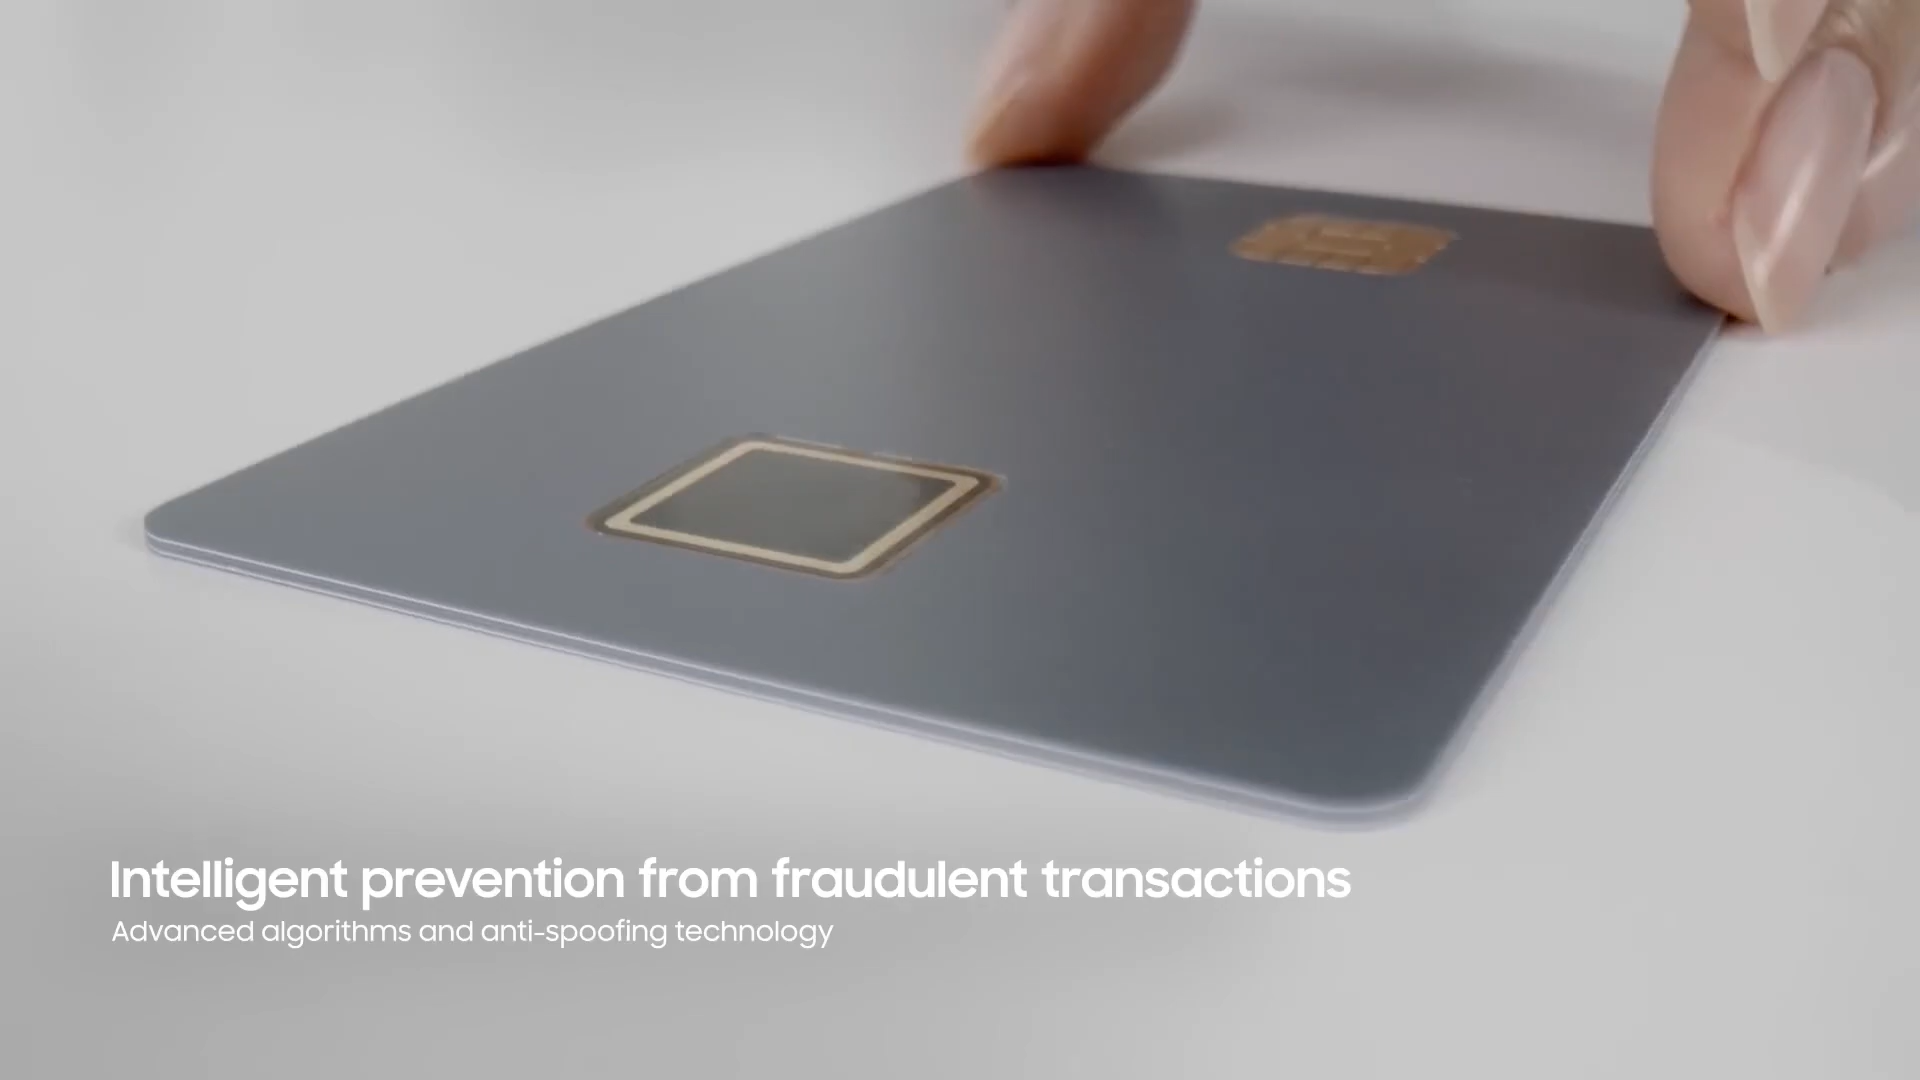 Intelligent prevention from fraudulent transactions
Advanced algorithms and anti-spoofing technology